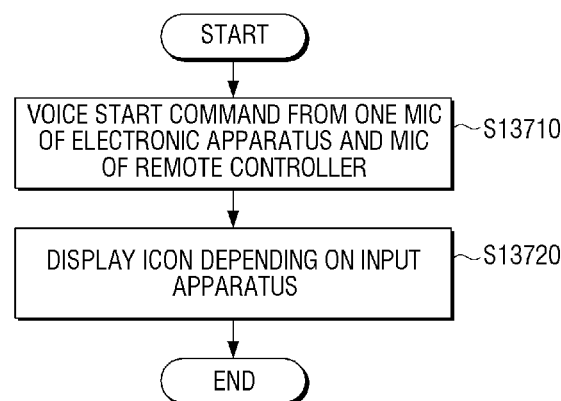 START
VOICE START COMMAND FROM ONE MIC
OF ELECTRONIC APPARATUS AND MIC
OF REMOTE CONTROLLER
S13710
DISPLAY ICON DEPENDING ON INPUT
APPARATUS
S13720
END